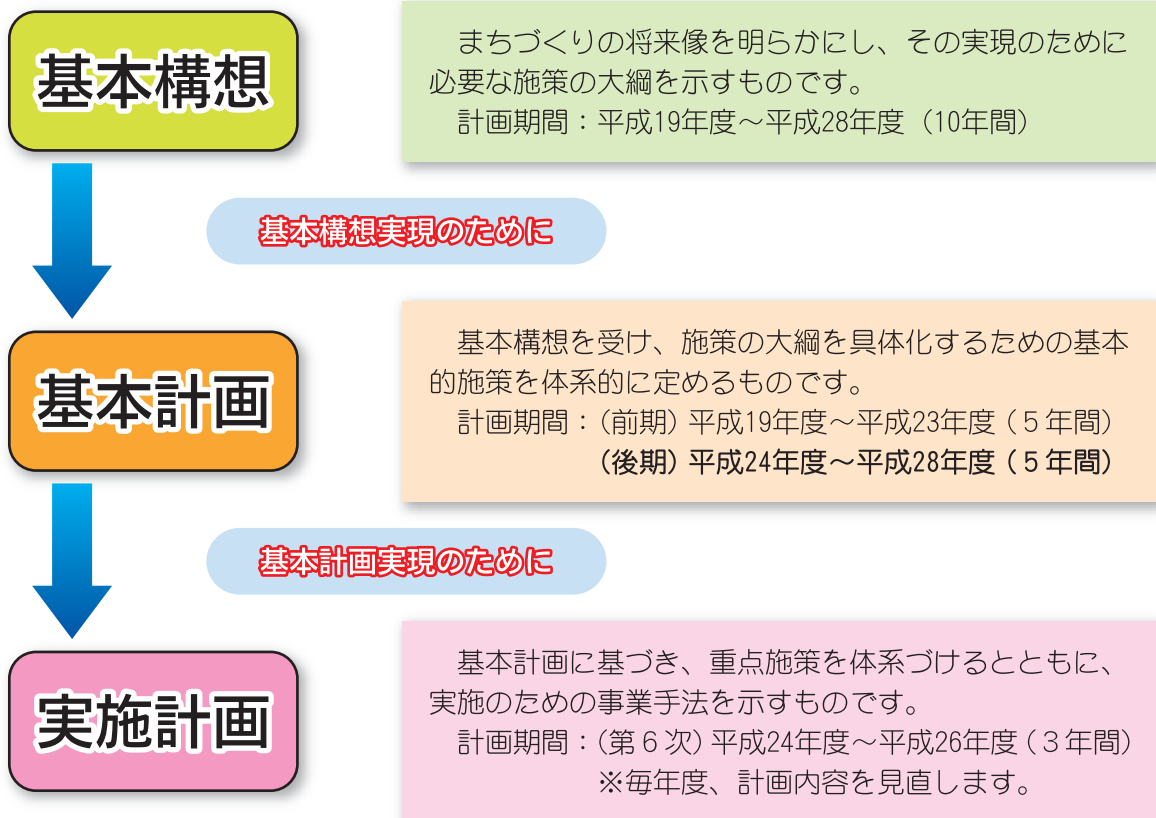 基本構想
まちづくりの将来像を明らかにし、その実現のために
必要な施策の大綱を示すものです。
計画期間：平成19年度～平成28年度（10年間）
基本構想実現のために
基本計画
基本構想を受け、施策の大綱を具体化するための基本
的施策を体系的に定めるものです。
計画期間：（前期）平成19年度～平成23年度（５年間）
（後期）平成24年度～平成28年度（５年間）
基本計画実現のために
実施計画
基本計画に基づき、重点施策を体系づけるとともに、
実施のための事業手法を示すものです。
計画期間：（第６次）平成24年度～平成26年度（３年間）
※毎年度、計画内容を見直します。